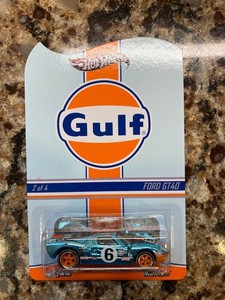 HOT WHEELS
Gulf
2 of 4
FORD GT40
6